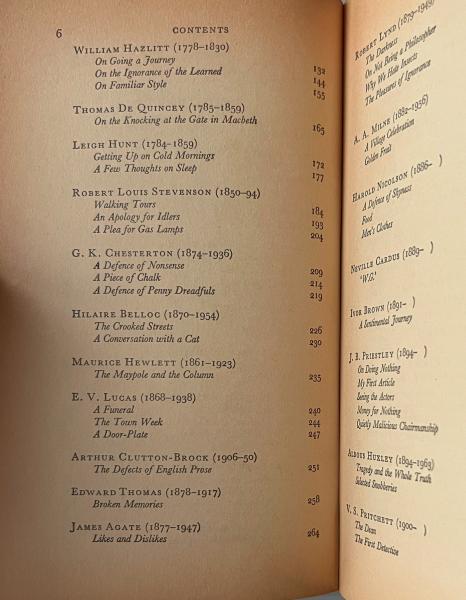 6 CONTENTS
WILLIAM HAZLITT (1778–1830)
On Going a Journey 132
On the Ignorance of the Learned 144
On Familiar Style 155
THOMAS DE QUINCEY (1785–1859)
On the Knocking at the Gate in Macbeth 165
LEIGH HUNT (1784–1859)
Getting Up on Cold Mornings 172
A Few Thoughts on Sleep 177
ROBERT LOUIS STEVENSON (1850–94)
Walking Tours 184
An Apology for Idlers 193
A Plea for Gas Lamps 204
G. K. CHESTERTON (1874–1936)
A Defence of Nonsense 209
A Piece of Chalk 214
A Defence of Penny Dreadfuls 219
HILAIRE BELLOC (1870–1954)
The Crooked Streets 226
A Conversation with a Cat 230
MAURICE HEWLETT (1861–1923)
The Maypole and the Column 235
E. V. LUCAS (1868–1938)
A Funeral 240
The Town Week 244
A Door-Plate 247
ARTHUR CLUTTON-BROCK (1906–50)
The Defects of English Prose 251
EDWARD THOMAS (1878–1917)
Broken Memories 258
JAMES AGATE (1877–1947)
Likes and Dislikes 264
ROBERT LYND (1879–1949)
The Darkness
On Not Being a Philosopher
Why We Hate Insects
The Pleasures of Ignorance
A. A. MILNE (1882–1956)
A Village Celebration
Golden Fruit
HAROLD NICOLSON (1886– )
A Defence of Shyness
Food
Men's Clothes
NEVILLE CARDUS (1889– )
'W.G.'
IVOR BROWN (1891– )
A Sentimental Journey
J. B. PRIESTLEY (1894– )
On Doing Nothing
My First Article
Seeing the Actors
Money for Nothing
Quietly Malicious Chairmanship
ALDOUS HUXLEY (1894–1963)
Tragedy and the Whole Truth
Selected Snobberies
V. S. PRITCHETT (1900– )
The Dean
The First Detective